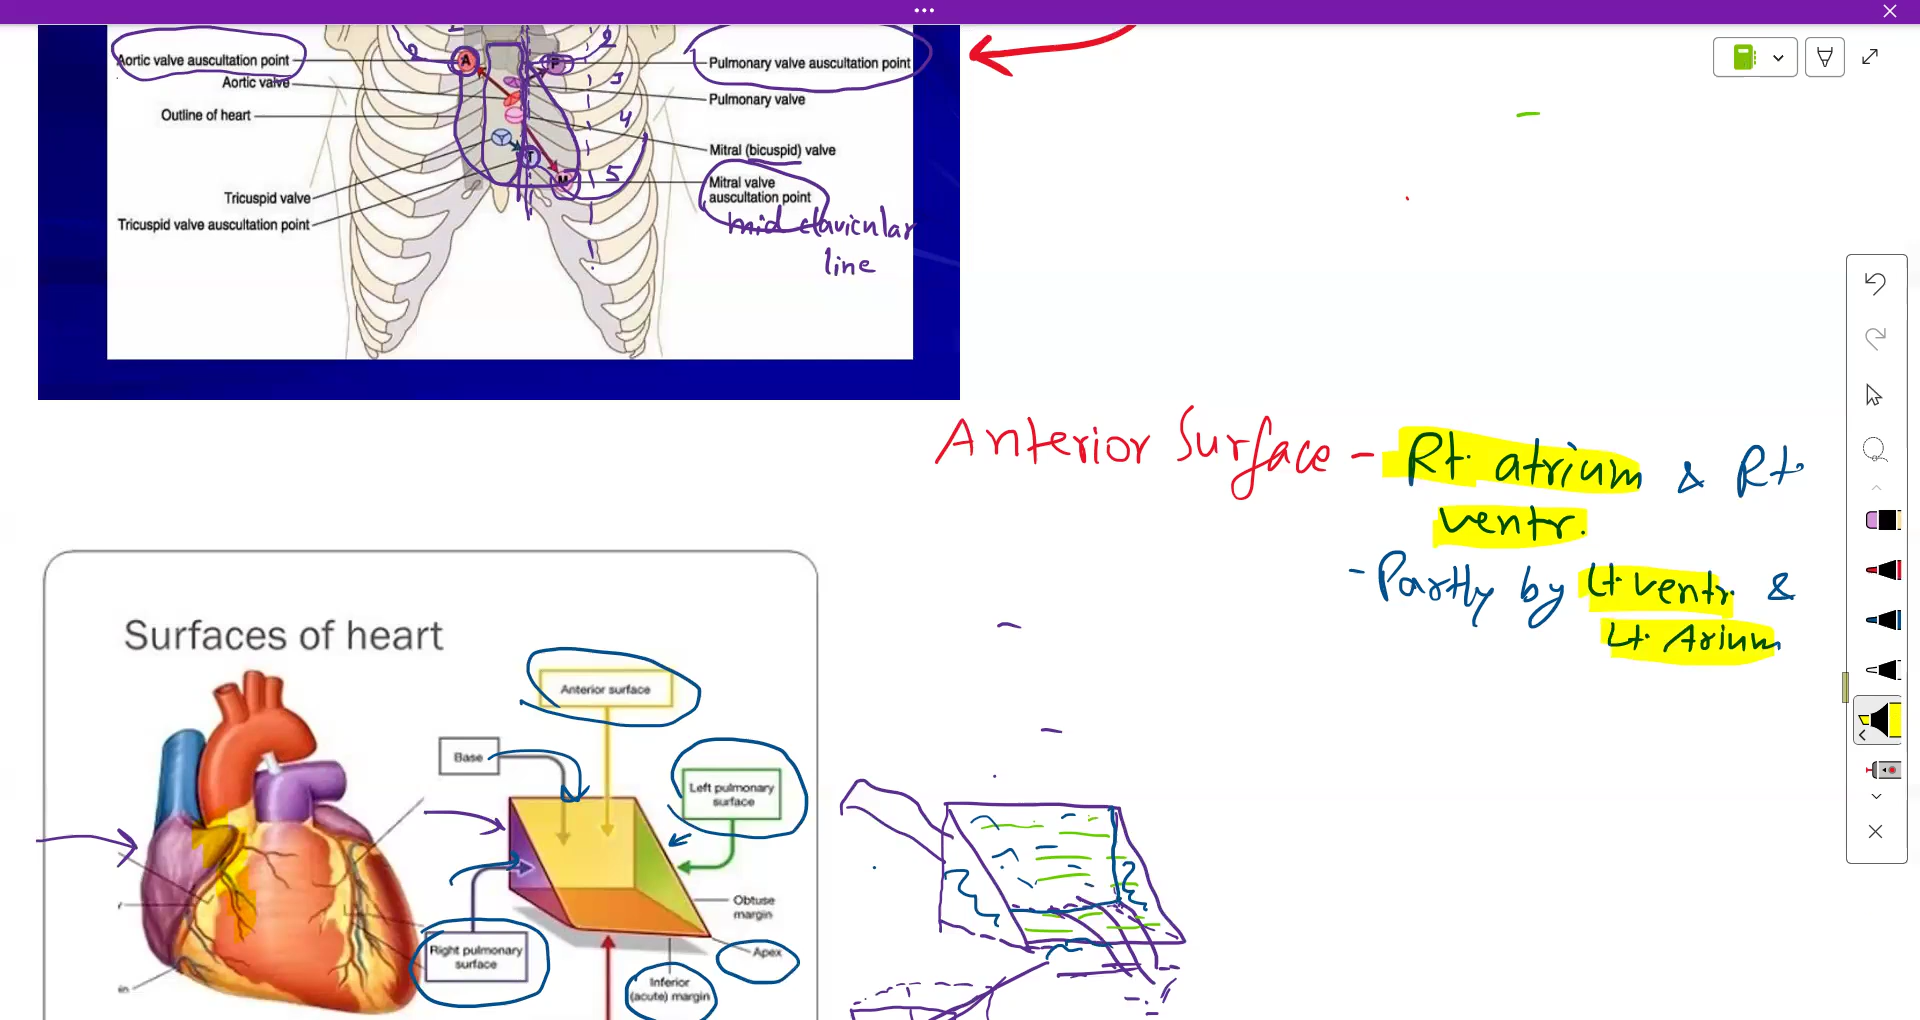 Aortic valve auscultation point
Aortic valve
Outline of heart
Tricuspid valve
Tricuspid valve auscultation point
Pulmonary valve auscultation point
Pulmonary valve
Mitral (bicuspid) valve
Mitral valve
auscultation point
A
P
T
M
2
2
3
4
5
mid clavicular
line
Anterior Surface - Rt. atrium & Rt.
ventr.
- Partly by Lt. ventr. &
Lt. Arium
Surfaces of heart
Anterior surface
Base
Left pulmonary
surface
Obtuse
margin
Apex
Right pulmonary
surface
Inferior
(acute) margin